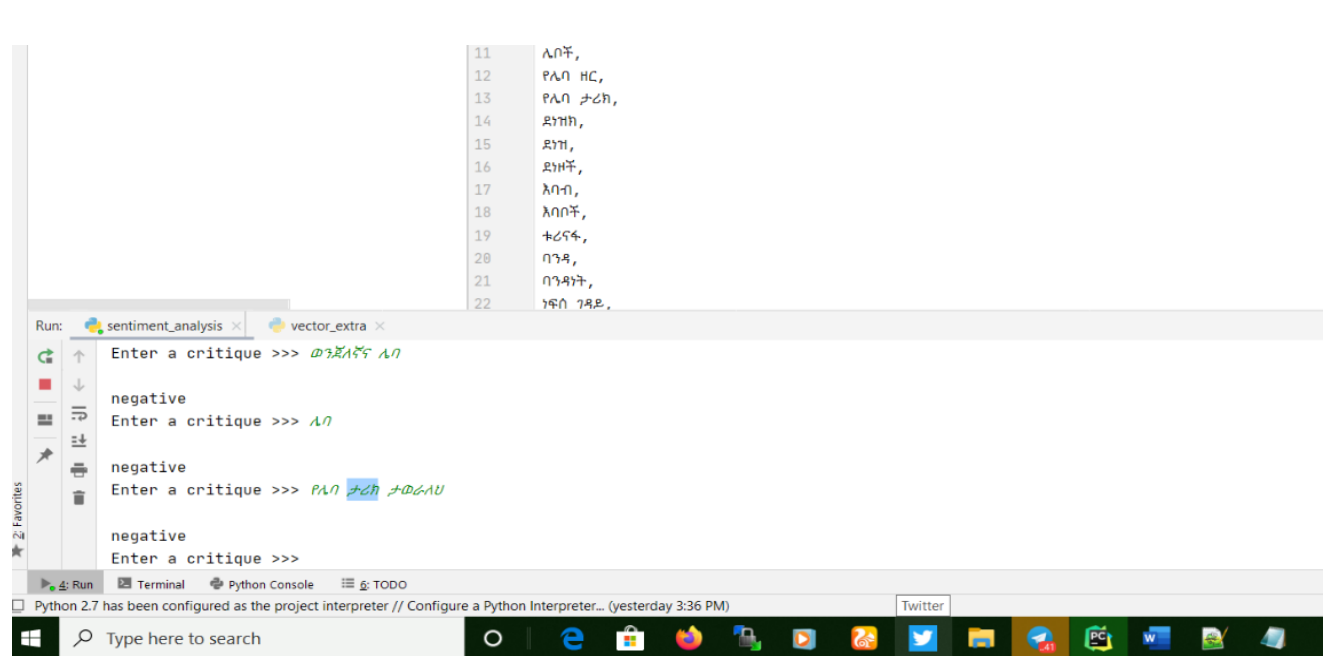 11 ሌቦች,
12 የሌባ ዘር,
13 የሌባ ታሪክ,
14 ደነዝክ,
15 ደነዝ,
16 ደነዞች,
17 እባብ,
18 እባቦች,
19 ቱሪናፋ,
20 ባንዳ,
21 ባንዳነት,
22 ነፍሰ ገዳይ,
Run: sentiment_analysis × vector_extra ×
Enter a critique >>> ወንጀለኛና ሌባ
negative
Enter a critique >>> ሌባ
negative
Enter a critique >>> የሌባ ታሪክ ታወራለህ
negative
Enter a critique >>>
2: Favorites
4: Run Terminal Python Console 6: TODO
Python 2.7 has been configured as the project interpreter // Configure a Python Interpreter... (yesterday 3:36 PM)
Twitter
Type here to search
PC
W